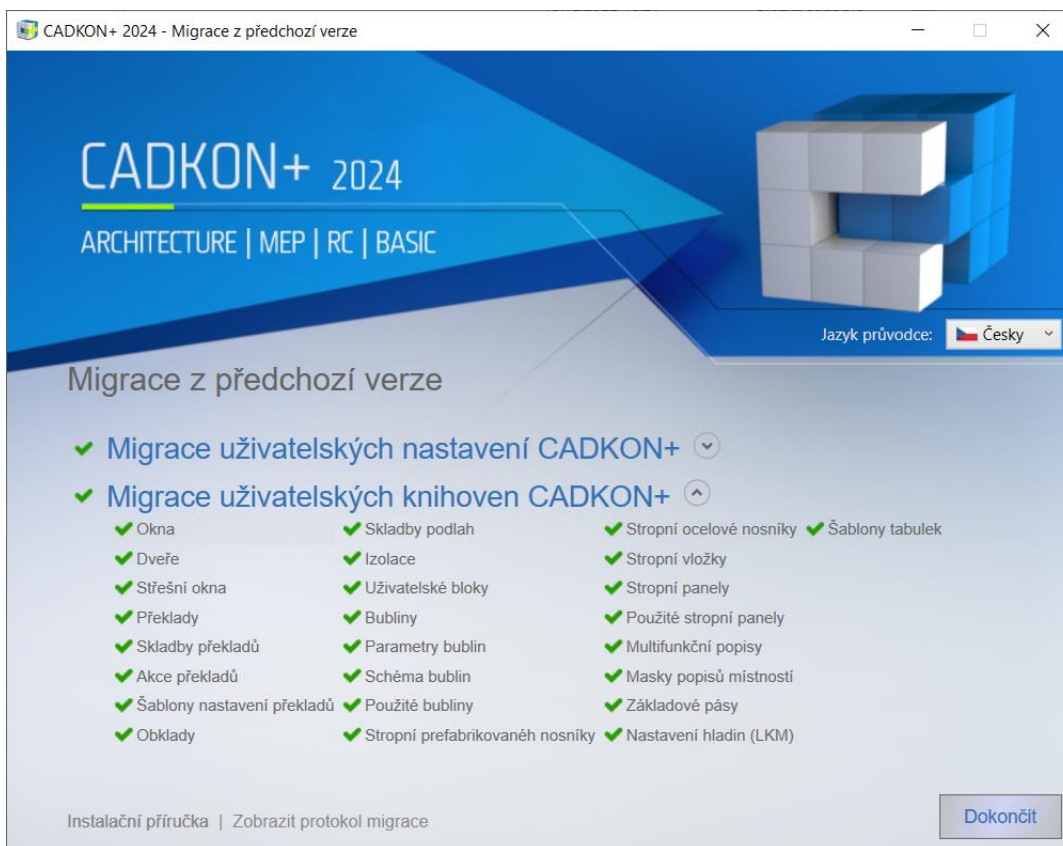 CADKON+ 2024 - Migrace z předchozí verze
CADKON+ 2024
ARCHITECTURE | MEP | RC | BASIC
Jazyk průvodce: Česky
Migrace z předchozí verze
Migrace uživatelských nastavení CADKON+
Migrace uživatelských knihoven CADKON+
Okna
Dveře
Střešní okna
Překlady
Skladby překladů
Akce překladů
Šablony nastavení překladů
Obklady
Skladby podlah
Izolace
Uživatelské bloky
Bubliny
Parametry bublin
Schéma bublin
Použité bubliny
Stropní prefabrikovanéh nosníky
Stropní ocelové nosníky
Stropní vložky
Stropní panely
Použité stropní panely
Multifunkční popisy
Masky popisů místností
Základové pásy
Nastavení hladin (LKM)
Šablony tabulek
Instalační příručka | Zobrazit protokol migrace
Dokončit